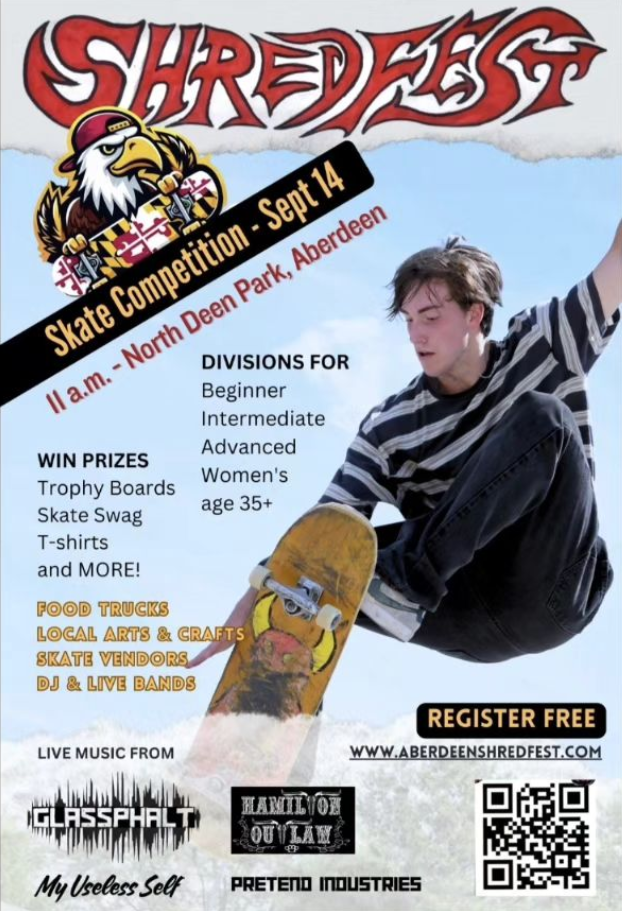 SHREDFEST
Skate Competition - Sept 14
11 a.m. - North Deen Park, Aberdeen
DIVISIONS FOR
Beginner
Intermediate
Advanced
Women's
age 35+
WIN PRIZES
Trophy Boards
Skate Swag
T-shirts
and MORE!
FOOD TRUCKS
LOCAL ARTS & CRAFTS
SKATE VENDORS
DJ & LIVE BANDS
REGISTER FREE
WWW.ABERDEENSHREDFEST.COM
LIVE MUSIC FROM
GLASSPHALT
HAMILTON
OUTLAW
My Useless Self
PRETEND INDUSTRIES